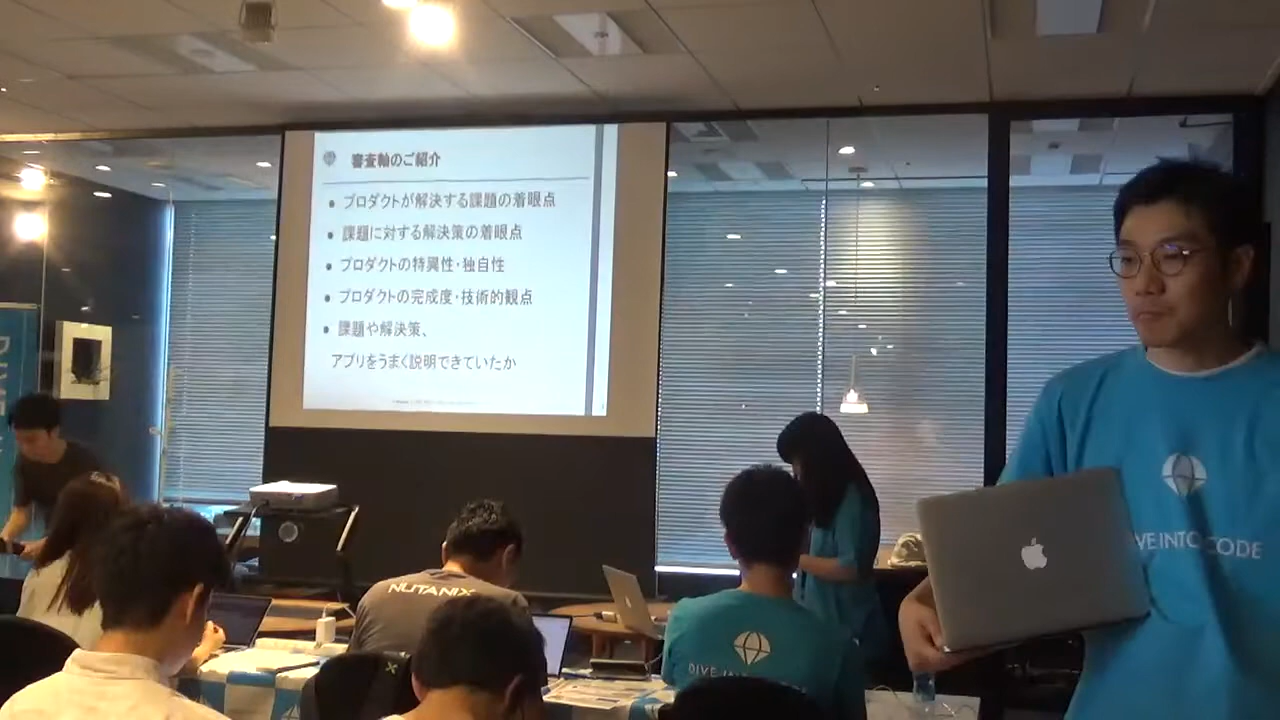 審査軸のご紹介
プロダクトが解決する課題の着眼点
課題に対する解決策の着眼点
プロダクトの特異性・独自性
プロダクトの完成度・技術的観点
課題や解決策、
アプリをうまく説明できていたか
DIVE
NUTANIX
DIVE INTO
DIVE INTO CODE